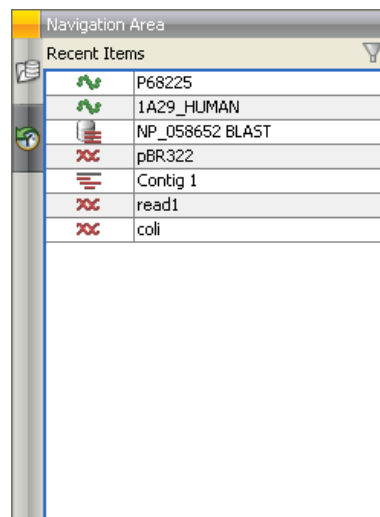 Navigation Area
Recent Items
P68225
1A29_HUMAN
NP_058652 BLAST
pBR322
Contig 1
read1
coli